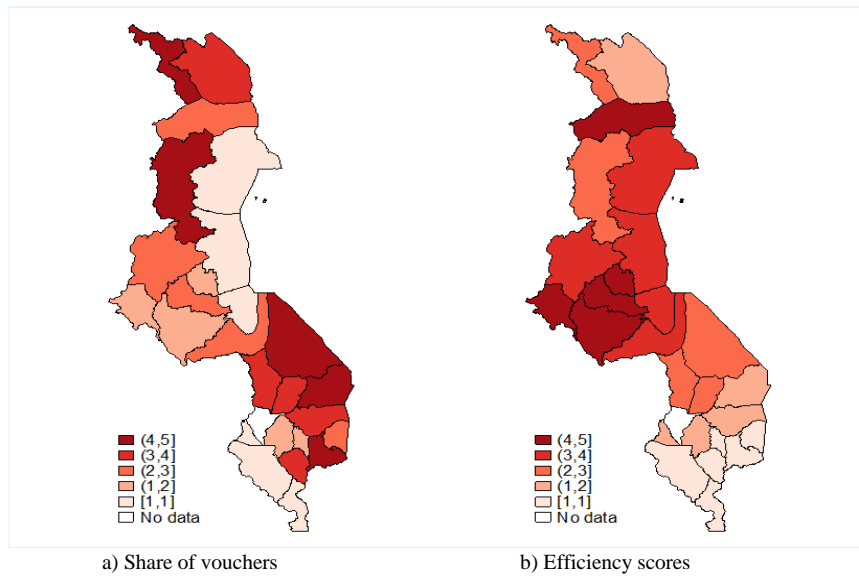 (4,5]
(3,4]
(2,3]
(1,2]
[1,1]
No data
(4,5]
(3,4]
(2,3]
(1,2]
[1,1]
No data
a) Share of vouchers
b) Efficiency scores